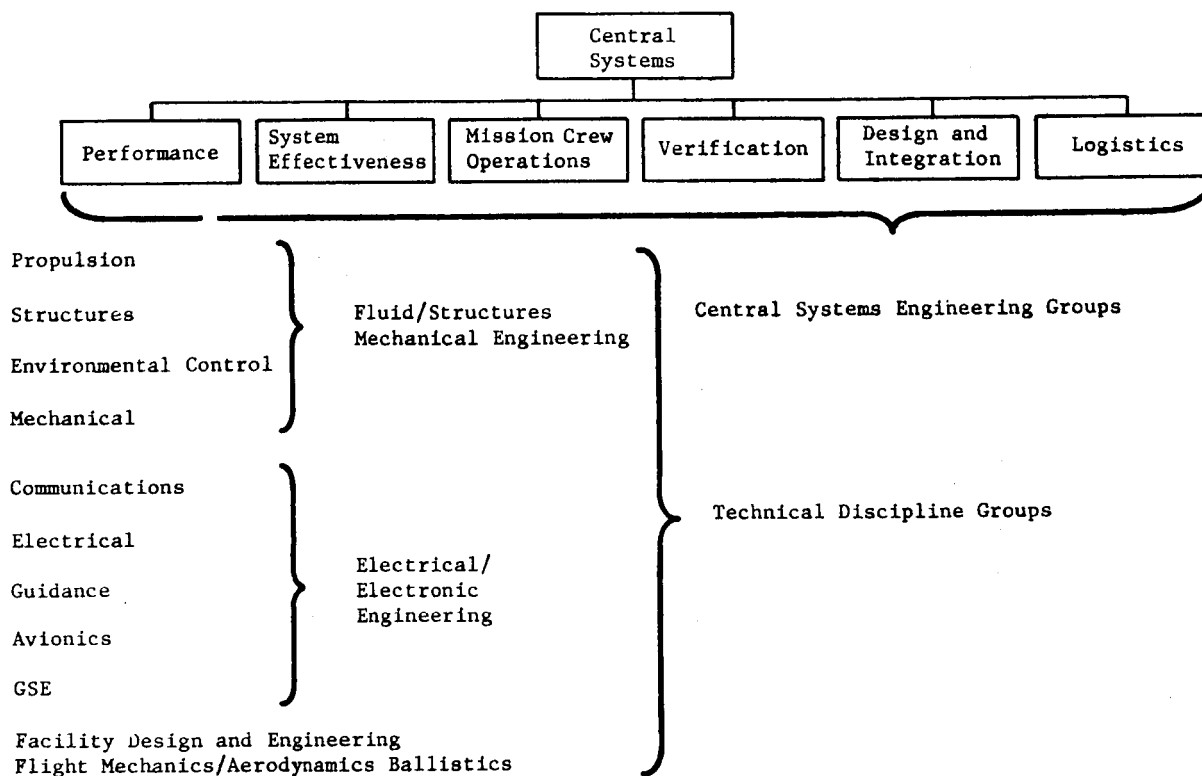 Central
Systems
Performance
System
Effectiveness
Mission Crew
Operations
Verification
Design and
Integration
Logistics
Propulsion
Structures
Environmental Control
Mechanical
Fluid/Structures
Mechanical Engineering
Central Systems Engineering Groups
Communications
Electrical
Guidance
Avionics
GSE
Electrical/
Electronic
Engineering
Technical Discipline Groups
Facility Design and Engineering
Flight Mechanics/Aerodynamics Ballistics